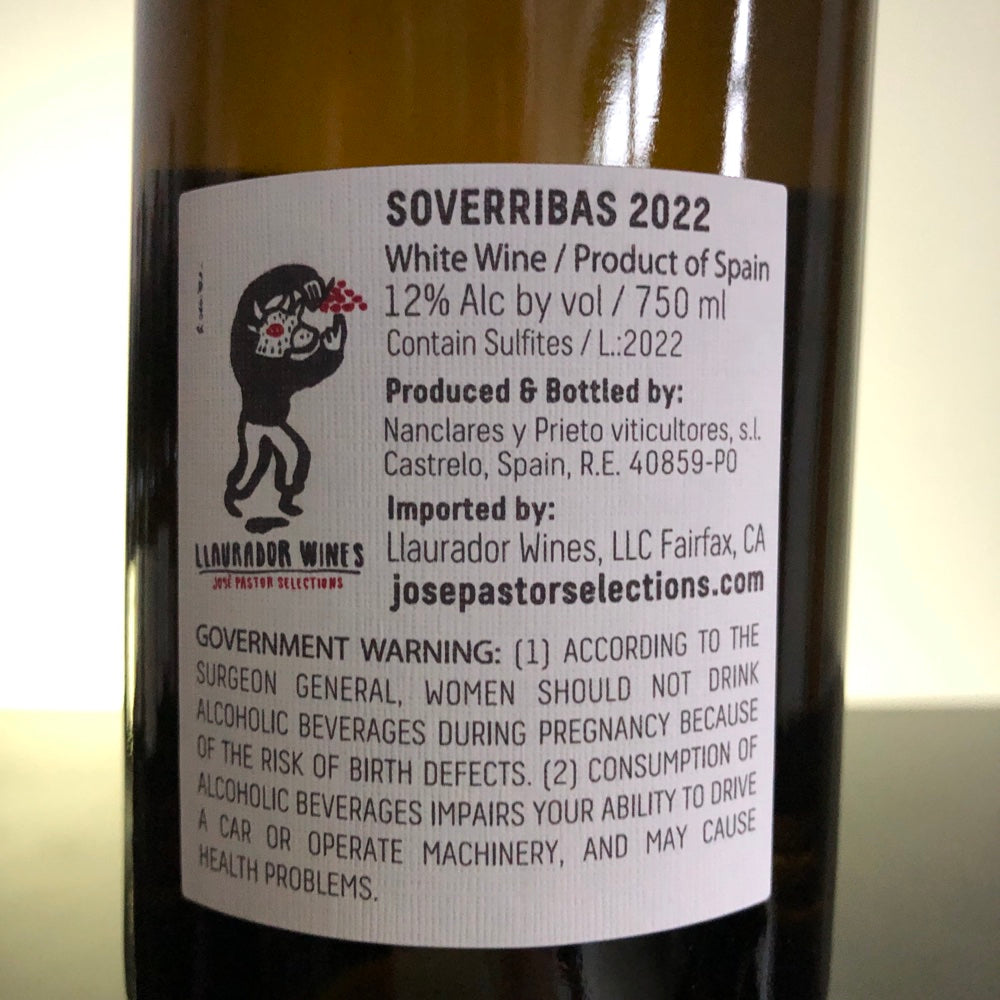 SOVERRIBAS 2022
White Wine / Product of Spain
12% Alc by vol / 750 ml
Contain Sulfites / L.:2022
Produced & Bottled by:
Nanclares y Prieto viticultores, s.l.
Castrelo, Spain, R.E. 40859-PO
Imported by:
Llaurador Wines, LLC Fairfax, CA
josepastorselections.com
LLAURADOR WINES
JOSÉ PASTOR SELECTIONS
GOVERNMENT WARNING: (1) ACCORDING TO THE
SURGEON GENERAL, WOMEN SHOULD NOT DRINK
ALCOHOLIC BEVERAGES DURING PREGNANCY BECAUSE
OF THE RISK OF BIRTH DEFECTS. (2) CONSUMPTION OF
ALCOHOLIC BEVERAGES IMPAIRS YOUR ABILITY TO DRIVE
A CAR OR OPERATE MACHINERY, AND MAY CAUSE
HEALTH PROBLEMS.